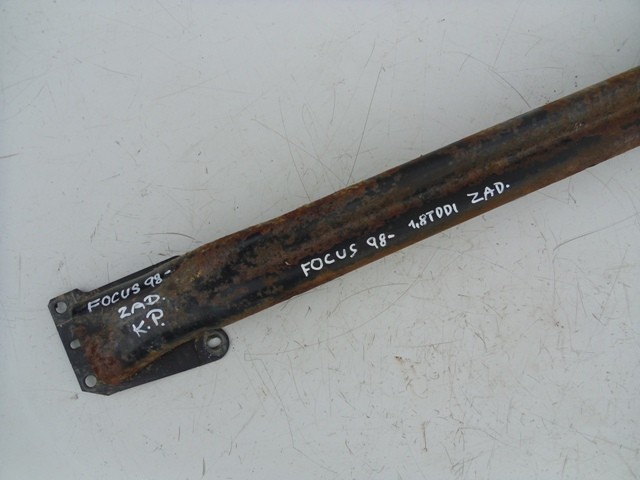 FOCUS 98-
ZAD.
K.P.
FOCUS 98- 1,8TDDI ZAD.